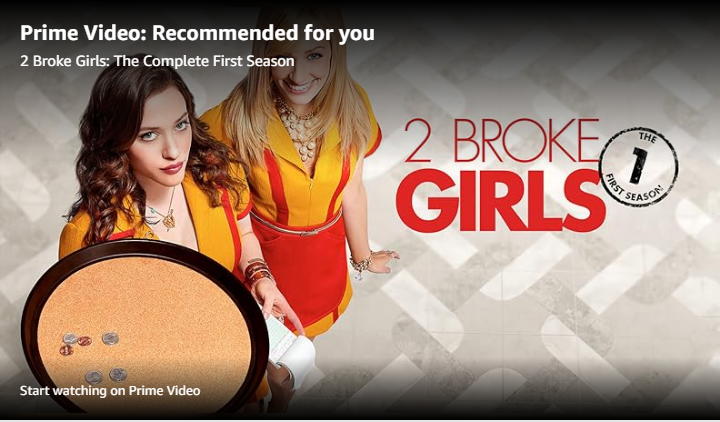 Prime Video: Recommended for you
2 Broke Girls: The Complete First Season
2 BROKE
GIRLS
THE
1
FIRST SEASON
Start watching on Prime Video